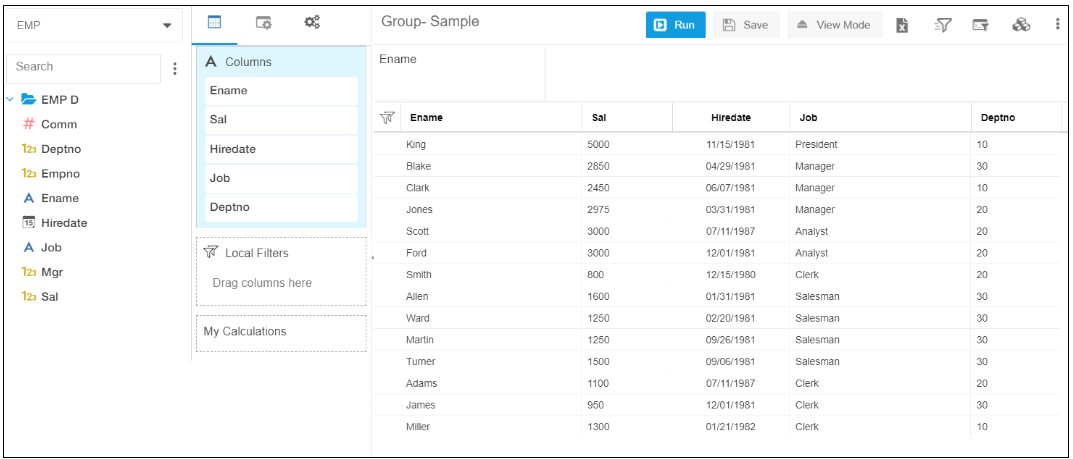 EMP
Search
EMP D
# Comm
123 Deptno
123 Empno
A Ename
15 Hiredate
A Job
123 Mgr
123 Sal
A Columns
Ename
Sal
Hiredate
Job
Deptno
Local Filters
Drag columns here
My Calculations
Group- Sample
Run Save View Mode
Ename
Ename Sal Hiredate Job Deptno
King 5000 11/15/1981 President 10
Blake 2850 04/29/1981 Manager 30
Clark 2450 06/07/1981 Manager 10
Jones 2975 03/31/1981 Manager 20
Scott 3000 07/11/1987 Analyst 20
Ford 3000 12/01/1981 Analyst 20
Smith 800 12/15/1980 Clerk 20
Allen 1600 01/31/1981 Salesman 30
Ward 1250 02/20/1981 Salesman 30
Martin 1250 09/26/1981 Salesman 30
Turner 1500 09/06/1981 Salesman 30
Adams 1100 07/11/1987 Clerk 20
James 950 12/01/1981 Clerk 30
Miller 1300 01/21/1982 Clerk 10